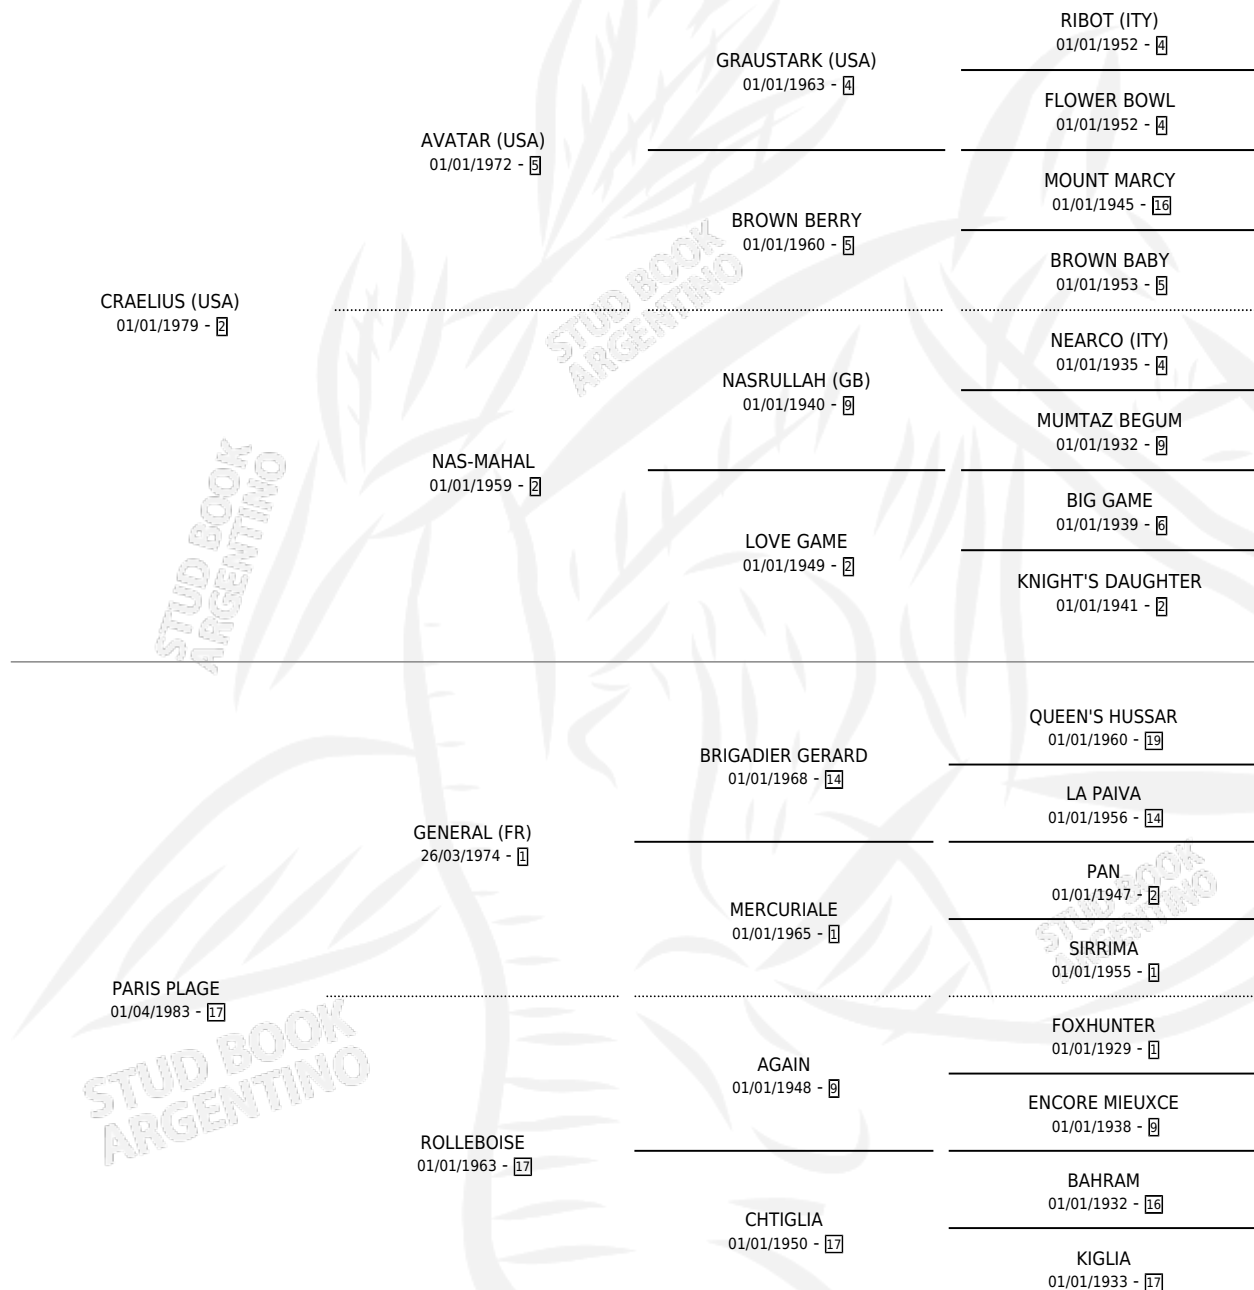 CRAELIUS (USA)
01/01/1979 - 2
AVATAR (USA)
01/01/1972 - 5
GRAUSTARK (USA)
01/01/1963 - 4
RIBOT (ITY)
01/01/1952 - 4
FLOWER BOWL
01/01/1952 - 4
BROWN BERRY
01/01/1960 - 5
MOUNT MARCY
01/01/1945 - 16
BROWN BABY
01/01/1953 - 5
NAS-MAHAL
01/01/1959 - 2
NASRULLAH (GB)
01/01/1940 - 9
NEARCO (ITY)
01/01/1935 - 4
MUMTAZ BEGUM
01/01/1932 - 9
LOVE GAME
01/01/1949 - 2
BIG GAME
01/01/1939 - 6
KNIGHT'S DAUGHTER
01/01/1941 - 2
PARIS PLAGE
01/04/1983 - 17
GENERAL (FR)
26/03/1974 - 1
BRIGADIER GERARD
01/01/1968 - 14
QUEEN'S HUSSAR
01/01/1960 - 19
LA PAIVA
01/01/1956 - 14
MERCURIALE
01/01/1965 - 1
PAN
01/01/1947 - 2
SIRRIMA
01/01/1955 - 1
ROLLEBOISE
01/01/1963 - 17
AGAIN
01/01/1948 - 9
FOXHUNTER
01/01/1929 - 1
ENCORE MIEUXCE
01/01/1938 - 9
CHTIGLIA
01/01/1950 - 17
BAHRAM
01/01/1932 - 16
KIGLIA
01/01/1933 - 17
STUD BOOK
ARGENTINO
STUD BOOK
ARGENTINO
STUD BOOK
ARGENTINO
STUD BOOK
ARGENTINO